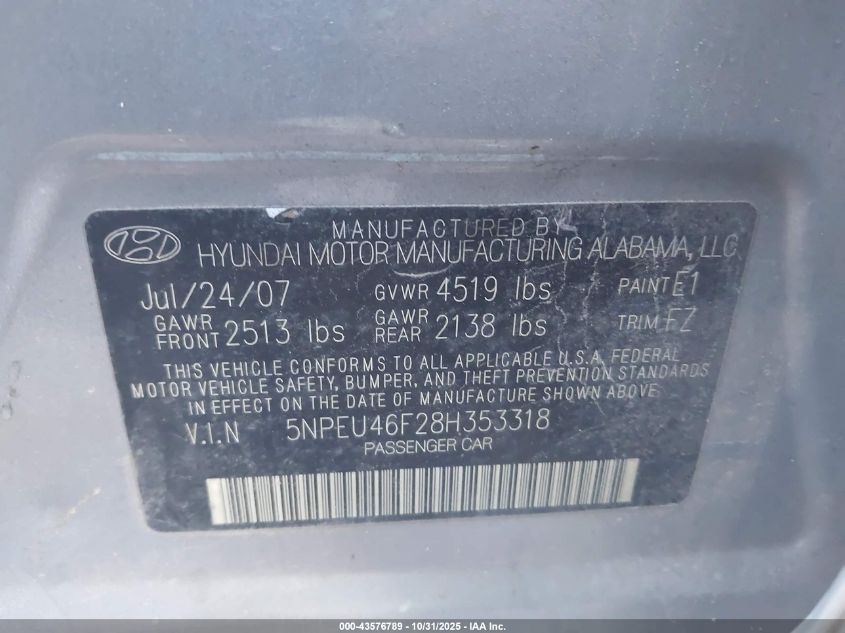 MANUFACTURED BY
HYUNDAI MOTOR MANUFACTURING ALABAMA, LLC
Jul/24/07 GVWR 4519 lbs PAINT E1
GAWR FRONT 2513 lbs GAWR REAR 2138 lbs TRIM FZ
THIS VEHICLE CONFORMS TO ALL APPLICABLE U.S.A. FEDERAL
MOTOR VEHICLE SAFETY, BUMPER, AND THEFT PREVENTION STANDARDS
IN EFFECT ON THE DATE OF MANUFACTURE SHOWN ABOVE
V.I.N 5NPEU46F28H353318
PASSENGER CAR
000-43576789 - 10/31/2025 - IAA Inc.